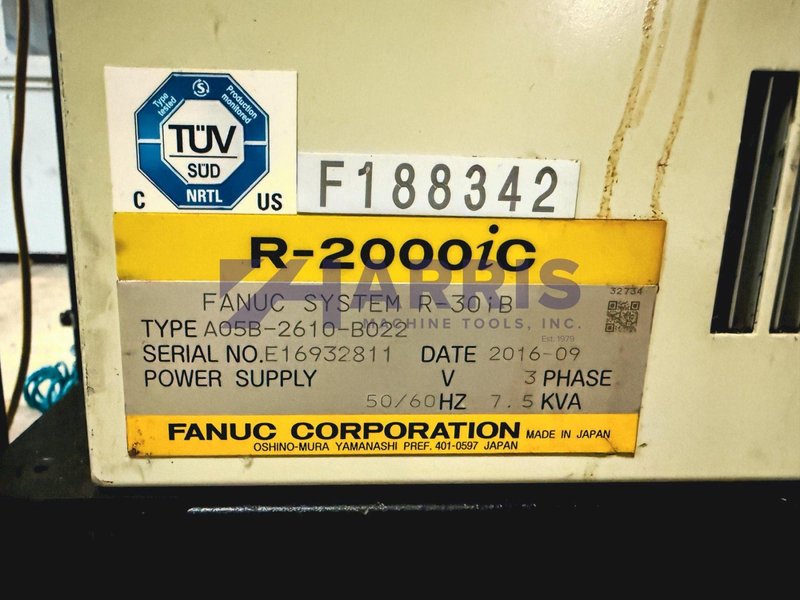 Type tested
Production monitored
TÜV
SÜD
NRTL
C US
F188342
R-2000iC
HARRIS
MACHINE TOOLS, INC.
Est. 1979
32734
FANUC SYSTEM R-30iB
TYPE A05B-2610-B022
SERIAL NO. E16932811 DATE 2016-09
POWER SUPPLY V 3 PHASE
50/60HZ 7.5 KVA
FANUC CORPORATION MADE IN JAPAN
OSHINO-MURA YAMANASHI PREF. 401-0597 JAPAN